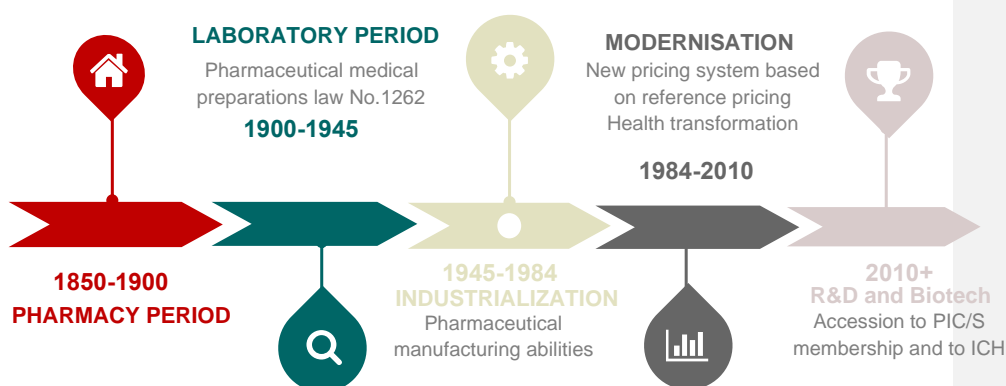 LABORATORY PERIOD
Pharmaceutical medical
preparations law No.1262
1900-1945
MODERNISATION
New pricing system based
on reference pricing
Health transformation
1984-2010
1850-1900
PHARMACY PERIOD
1945-1984
INDUSTRIALIZATION
Pharmaceutical
manufacturing abilities
2010+
R&D and Biotech
Accession to PIC/S
membership and to ICH